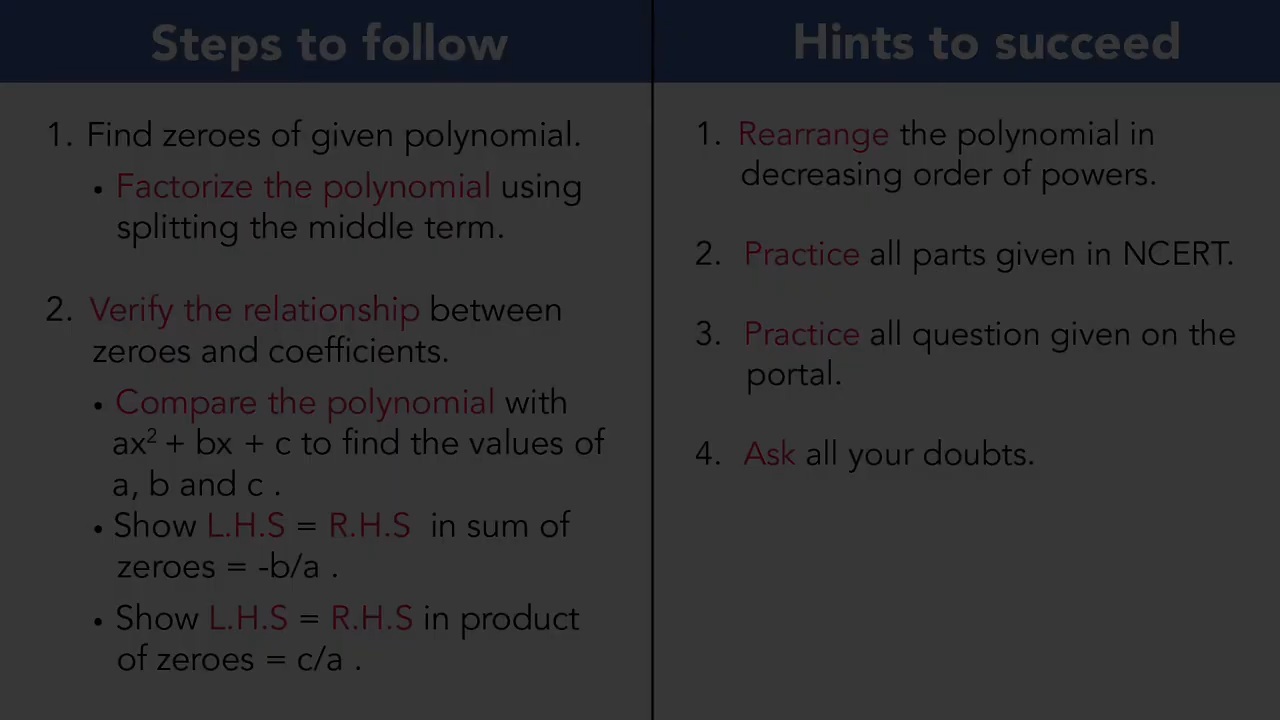 Steps to follow
1. Find zeroes of given polynomial.
• Factorize the polynomial using
splitting the middle term.
2. Verify the relationship between
zeroes and coefficients.
• Compare the polynomial with
ax² + bx + c to find the values of
a, b and c .
• Show L.H.S = R.H.S in sum of
zeroes = -b/a .
• Show L.H.S = R.H.S in product
of zeroes = c/a .
Hints to succeed
1. Rearrange the polynomial in
decreasing order of powers.
2. Practice all parts given in NCERT.
3. Practice all question given on the
portal.
4. Ask all your doubts.